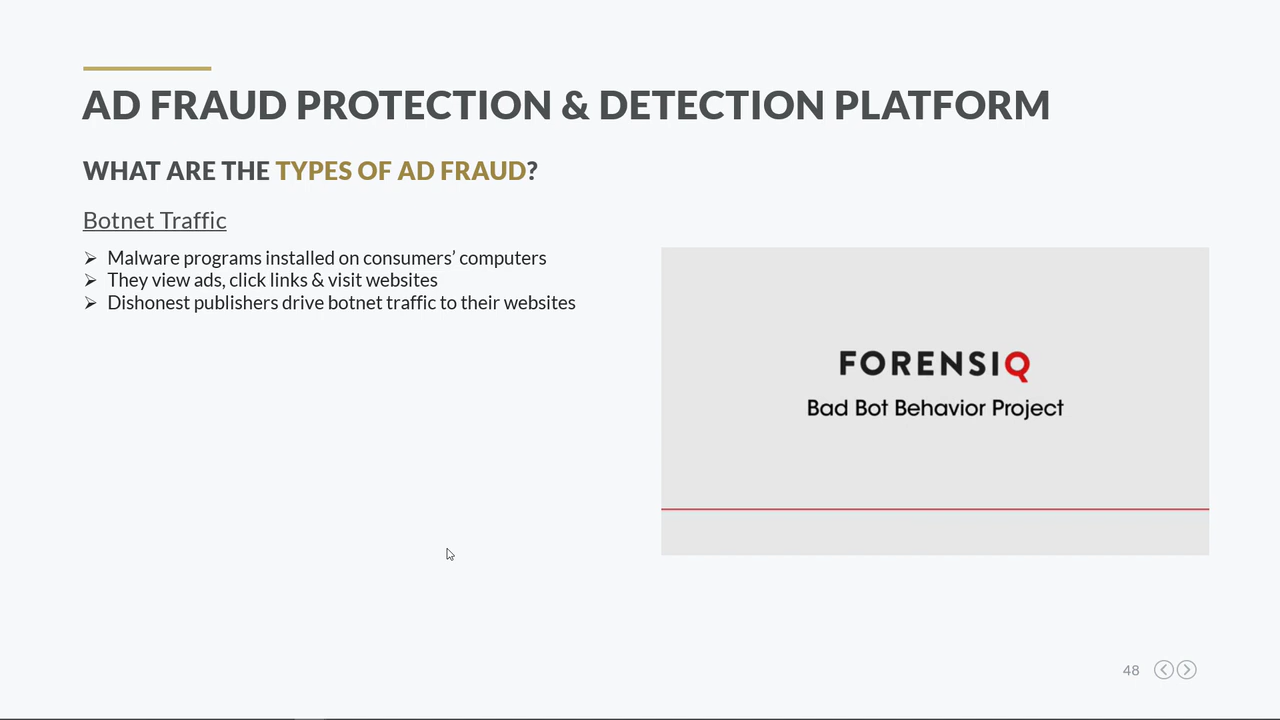 AD FRAUD PROTECTION & DETECTION PLATFORM
WHAT ARE THE TYPES OF AD FRAUD?
Botnet Traffic
➢ Malware programs installed on consumers’ computers
➢ They view ads, click links & visit websites
➢ Dishonest publishers drive botnet traffic to their websites
FORENSIQ
Bad Bot Behavior Project
48